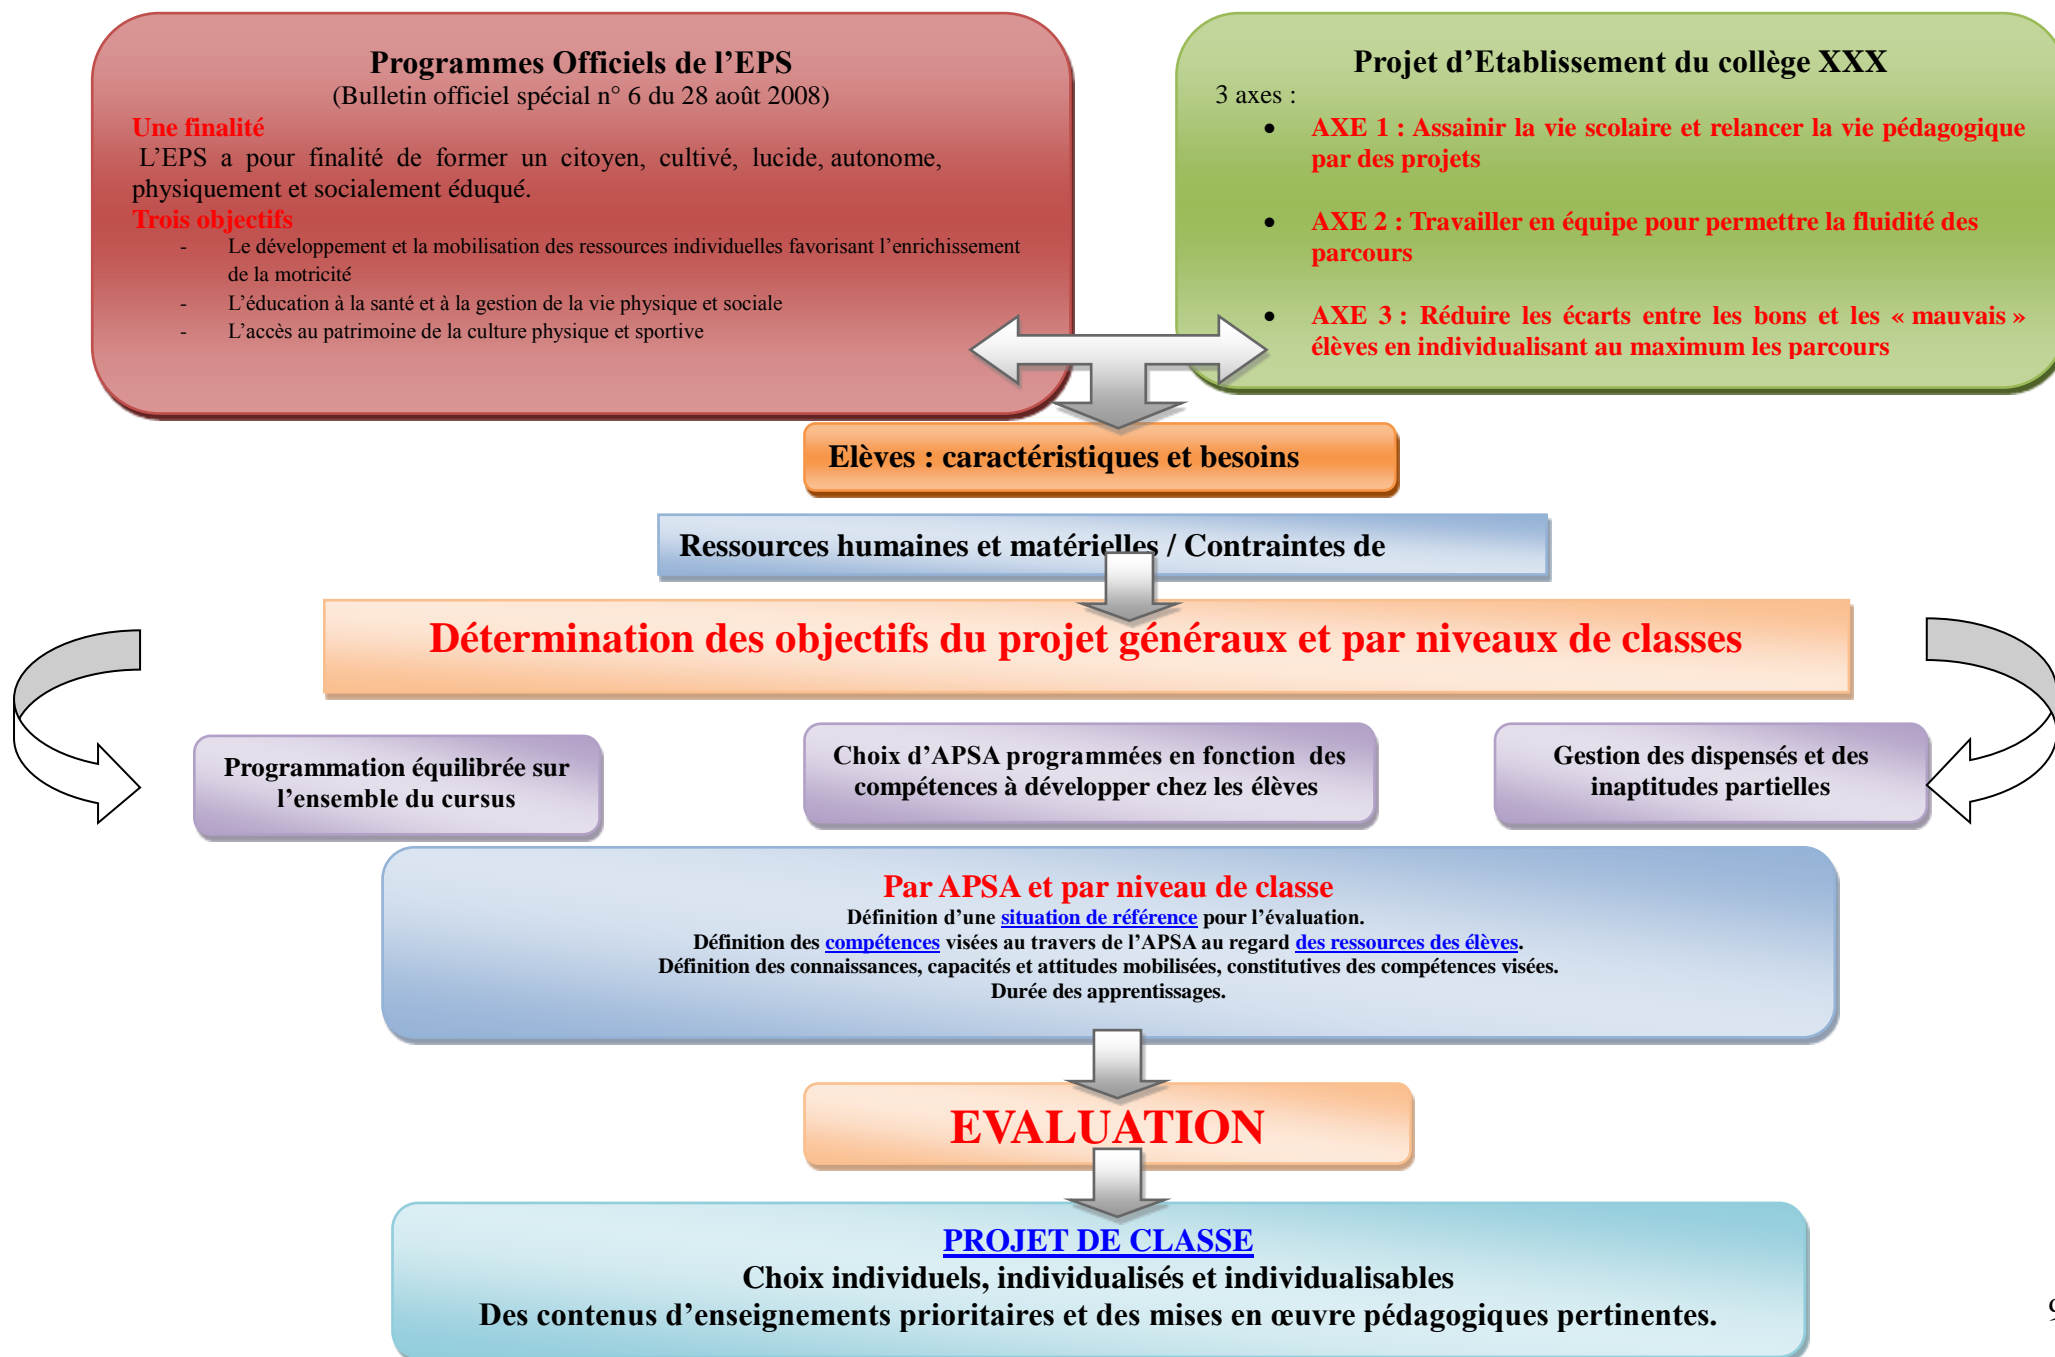 Programmes Officiels de l’EPS
(Bulletin officiel spécial n° 6 du 28 août 2008)
Une finalité
L’EPS a pour finalité de former un citoyen, cultivé, lucide, autonome,
physiquement et socialement éduqué.
Trois objectifs
- Le développement et la mobilisation des ressources individuelles favorisant l’enrichissement
de la motricité
- L’éducation à la santé et à la gestion de la vie physique et sociale
- L’accès au patrimoine de la culture physique et sportive
Projet d’Etablissement du collège XXX
3 axes :
• AXE 1 : Assainir la vie scolaire et relancer la vie pédagogique
par des projets
• AXE 2 : Travailler en équipe pour permettre la fluidité des
parcours
• AXE 3 : Réduire les écarts entre les bons et les « mauvais »
élèves en individualisant au maximum les parcours
Elèves : caractéristiques et besoins
Ressources humaines et matérielles / Contraintes de
Détermination des objectifs du projet généraux et par niveaux de classes
Programmation équilibrée sur
l’ensemble du cursus
Choix d’APSA programmées en fonction des
compétences à développer chez les élèves
Gestion des dispensés et des
inaptitudes partielles
Par APSA et par niveau de classe
Définition d’une situation de référence pour l’évaluation.
Définition des compétences visées au travers de l’APSA au regard des ressources des élèves.
Définition des connaissances, capacités et attitudes mobilisées, constitutives des compétences visées.
Durée des apprentissages.
EVALUATION
PROJET DE CLASSE
Choix individuels, individualisés et individualisables
Des contenus d’enseignements prioritaires et des mises en œuvre pédagogiques pertinentes.